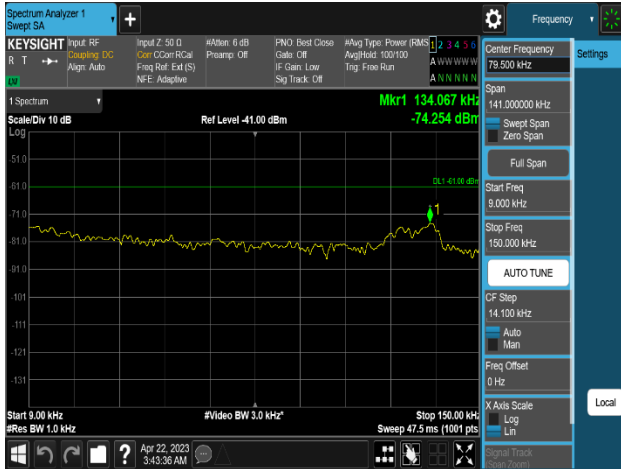 Spectrum Analyzer 1
Swept SA
Frequency
KEYSIGHT
R T
LXI
Input: RF
Coupling: DC
Align: Auto
Input Z: 50 Ω
Corr CCorr RCal
Freq Ref: Ext (S)
NFE: Adaptive
#Atten: 6 dB
Preamp: Off
PNO: Best Close
Gate: Off
IF Gain: Low
Sig Track: Off
#Avg Type: Power (RMS
Avg|Hold: 100/100
Trig: Free Run
1 2 3 4 5 6
A W W W W W
A N N N N N
1 Spectrum
Scale/Div 10 dB
Ref Level -41.00 dBm
Mkr1 134.067 kHz
-74.254 dBm
Log
-51.0
-61.0
-71.0
-81.0
-91.0
-101
-111
-121
-131
DL1 -61.00 dBm
1
Start 9.00 kHz
#Res BW 1.0 kHz
#Video BW 3.0 kHz*
Stop 150.00 kHz
Sweep 47.5 ms (1001 pts
Apr 22, 2023
3:43:36 AM
?
Center Frequency
79.500 kHz
Span
141.000000 kHz
Swept Span
Zero Span
Full Span
Start Freq
9.000 kHz
Stop Freq
150.000 kHz
AUTO TUNE
CF Step
14.100 kHz
Auto
Man
Freq Offset
0 Hz
X Axis Scale
Log
Lin
Signal Track
(Span Zoom)
Settings
Local